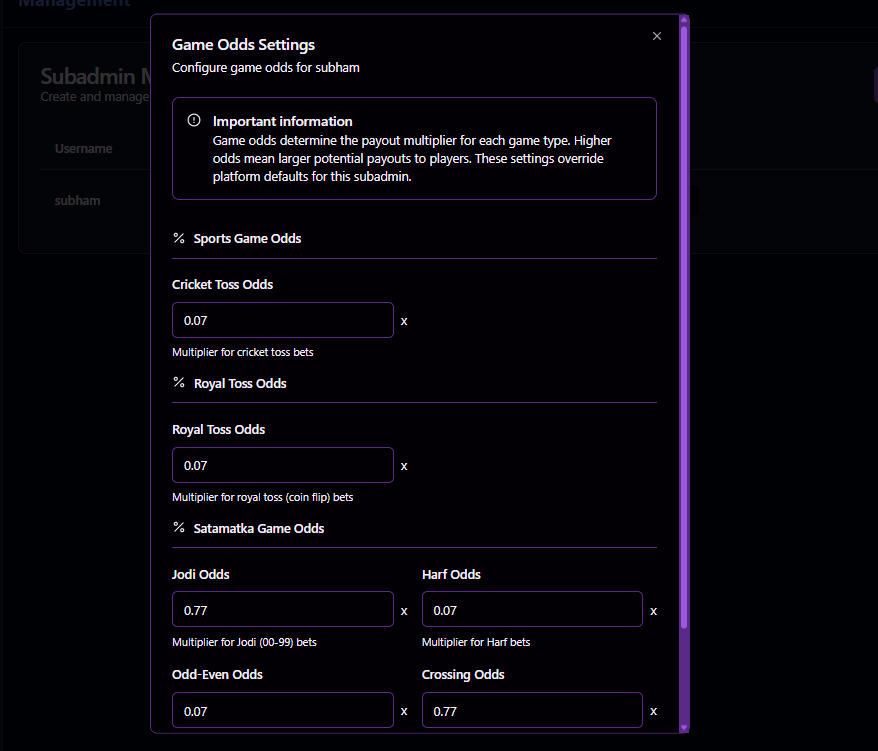 Management
Subadmin M
Create and manage
Username
subham
Game Odds Settings
Configure game odds for subham
Important information
Game odds determine the payout multiplier for each game type. Higher
odds mean larger potential payouts to players. These settings override
platform defaults for this subadmin.
% Sports Game Odds
Cricket Toss Odds
0.07 x
Multiplier for cricket toss bets
% Royal Toss Odds
Royal Toss Odds
0.07 x
Multiplier for royal toss (coin flip) bets
% Satamatka Game Odds
Jodi Odds Harf Odds
0.77 x 0.07 x
Multiplier for Jodi (00-99) bets Multiplier for Harf bets
Odd-Even Odds Crossing Odds
0.07 x 0.77 x